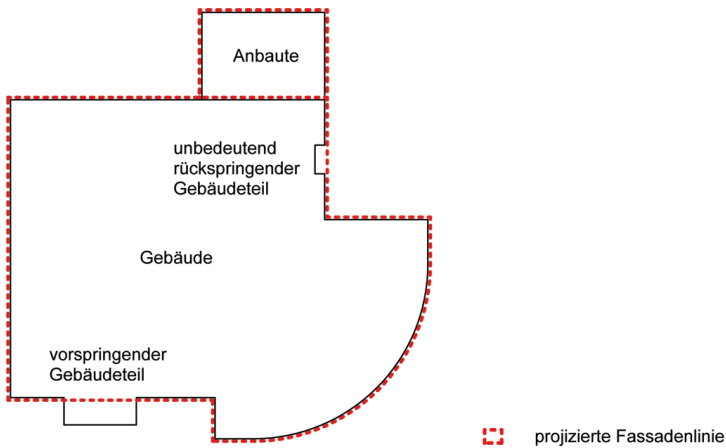 Anbaute
unbedeutend
rückspringender
Gebäudeteil
Gebäude
vorspringender
Gebäudeteil
projizierte Fassadenlinie